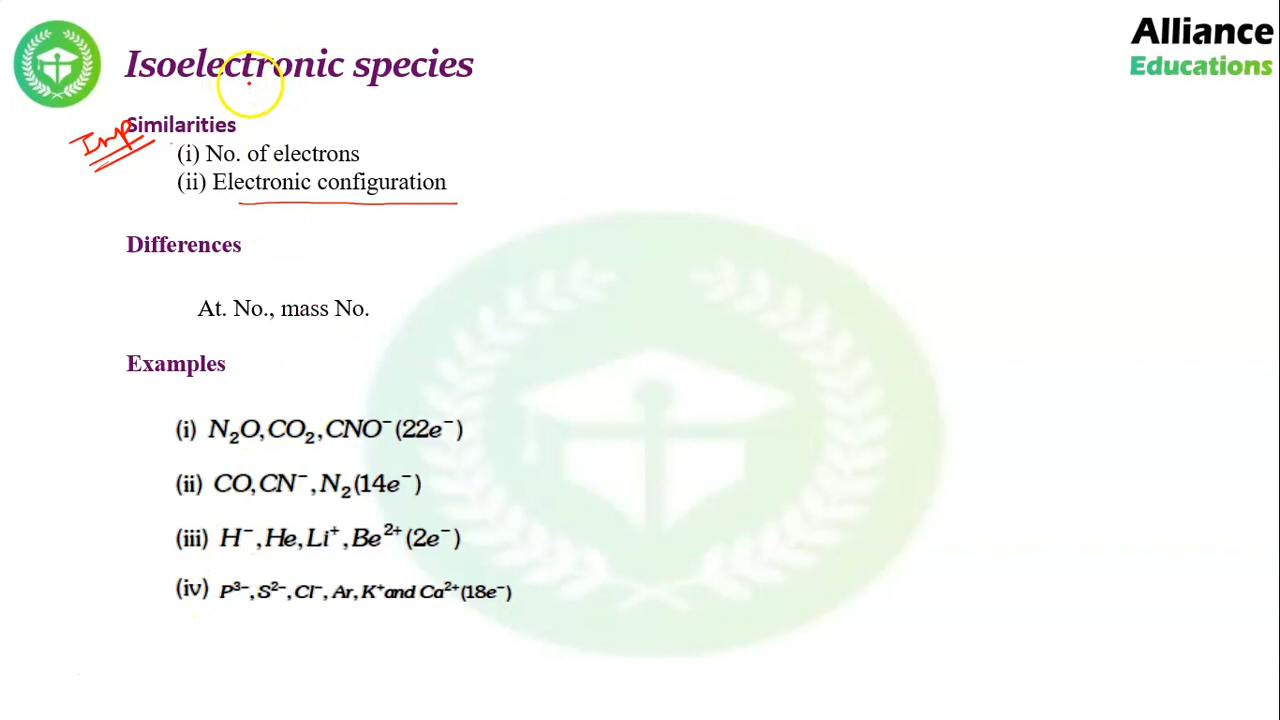 Alliance
Educations
Isoelectronic species
Imp
Similarities
(i) No. of electrons
(ii) Electronic configuration
Differences
At. No., mass No.
Examples
(i) N₂O, CO₂, CNO⁻ (22e⁻)
(ii) CO, CN⁻, N₂ (14e⁻)
(iii) H⁻, He, Li⁺, Be²⁺ (2e⁻)
(iv) P³⁻, S²⁻, Cl⁻, Ar, K⁺ and Ca²⁺ (18e⁻)